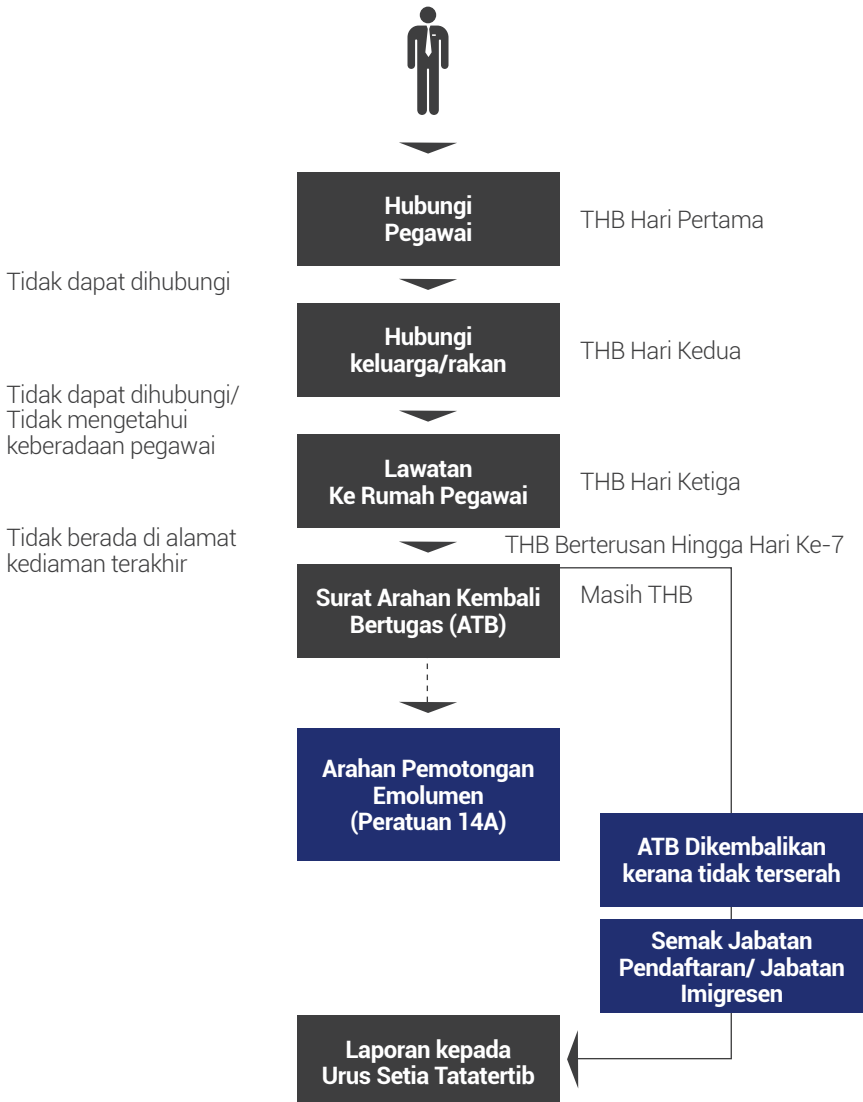 Hubungi
Pegawai
THB Hari Pertama
Tidak dapat dihubungi
Hubungi
keluarga/rakan
THB Hari Kedua
Tidak dapat dihubungi/
Tidak mengetahui
keberadaan pegawai
Lawatan
Ke Rumah Pegawai
THB Hari Ketiga
Tidak berada di alamat
kediaman terakhir
THB Berterusan Hingga Hari Ke-7
Surat Arahan Kembali
Bertugas (ATB)
Masih THB
Arahan Pemotongan
Emolumen
(Peratuan 14A)
ATB Dikembalikan
kerana tidak terserah
Semak Jabatan
Pendaftaran/ Jabatan
Imigresen
Laporan kepada
Urus Setia Tatatertib